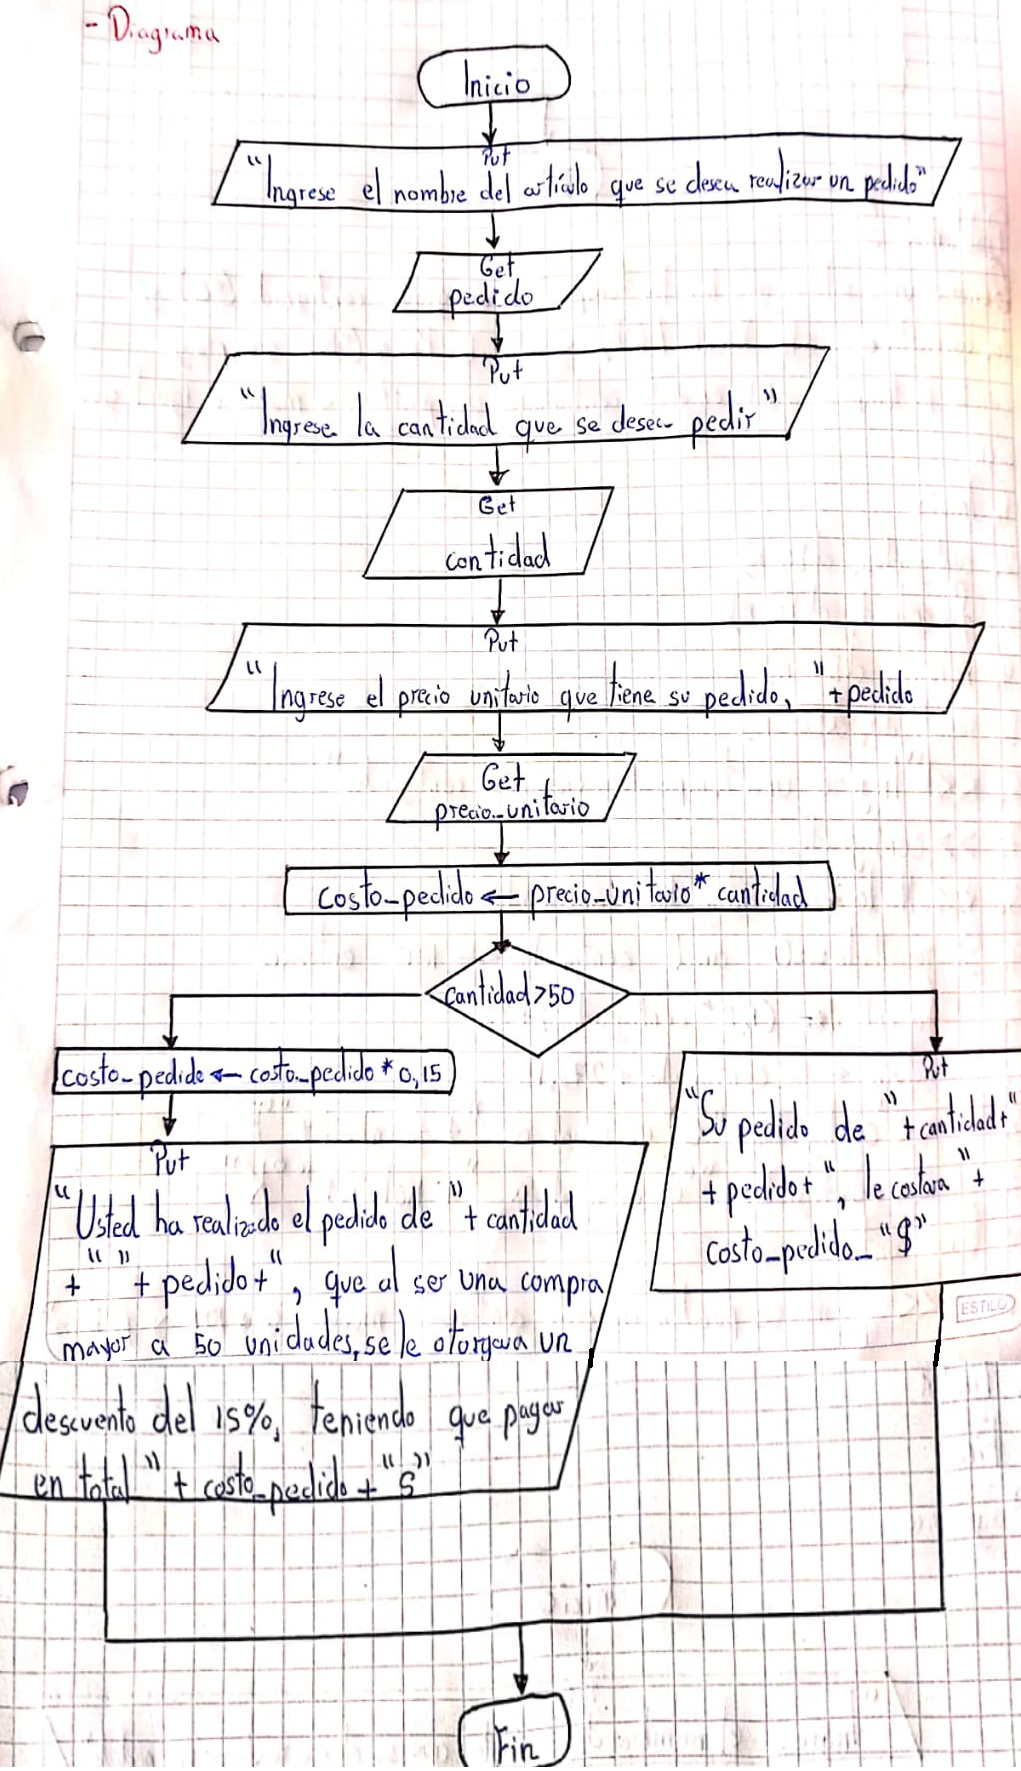 - Diagrama
Inicio
Put
"Ingrese el nombre del artículo que se desea realizar un pedido"
Get
pedido
Put
"Ingrese la cantidad que se desea pedir"
Get
cantidad
Put
"Ingrese el precio unitario que tiene su pedido, "+pedido
Get
precio_unitario
costo_pedido ← precio_unitario * cantidad
cantidad>50
costo_pedido ← costo_pedido * 0,15
Put
"Usted ha realizado el pedido de " + cantidad
+ " " + pedido + ", que al ser una compra
mayor a 50 unidades, se le otorgara un
descuento del 15%, teniendo que pagar
en total " + costo_pedido + "$"
Put
"Su pedido de " + cantidad + "
+ pedido + ", le costara " +
costo_pedido_ "$"
ESTILO
Fin